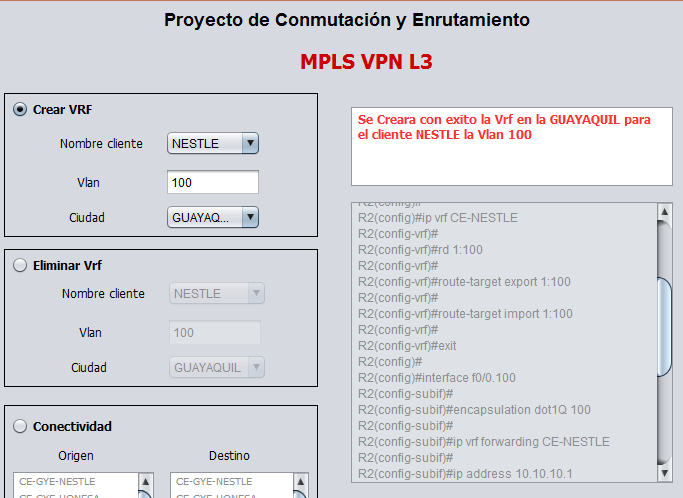 Proyecto de Conmutación y Enrutamiento
MPLS VPN L3
Crear VRF
Nombre cliente NESTLE
Vlan 100
Ciudad GUAYAQ...
Eliminar Vrf
Nombre cliente NESTLE
Vlan 100
Ciudad GUAYAQUIL
Conectividad
Origen Destino
CE-GYE-NESTLE CE-GYE-NESTLE
Se Creara con exito la Vrf en la GUAYAQUIL para
el cliente NESTLE la Vlan 100
R2(config)#
R2(config)#ip vrf CE-NESTLE
R2(config-vrf)#
R2(config-vrf)#rd 1:100
R2(config-vrf)#
R2(config-vrf)#route-target export 1:100
R2(config-vrf)#
R2(config-vrf)#route-target import 1:100
R2(config-vrf)#
R2(config-vrf)#exit
R2(config)#
R2(config)#interface f0/0.100
R2(config-subif)#
R2(config-subif)#encapsulation dot1Q 100
R2(config-subif)#
R2(config-subif)#ip vrf forwarding CE-NESTLE
R2(config-subif)#
R2(config-subif)#ip address 10.10.10.1